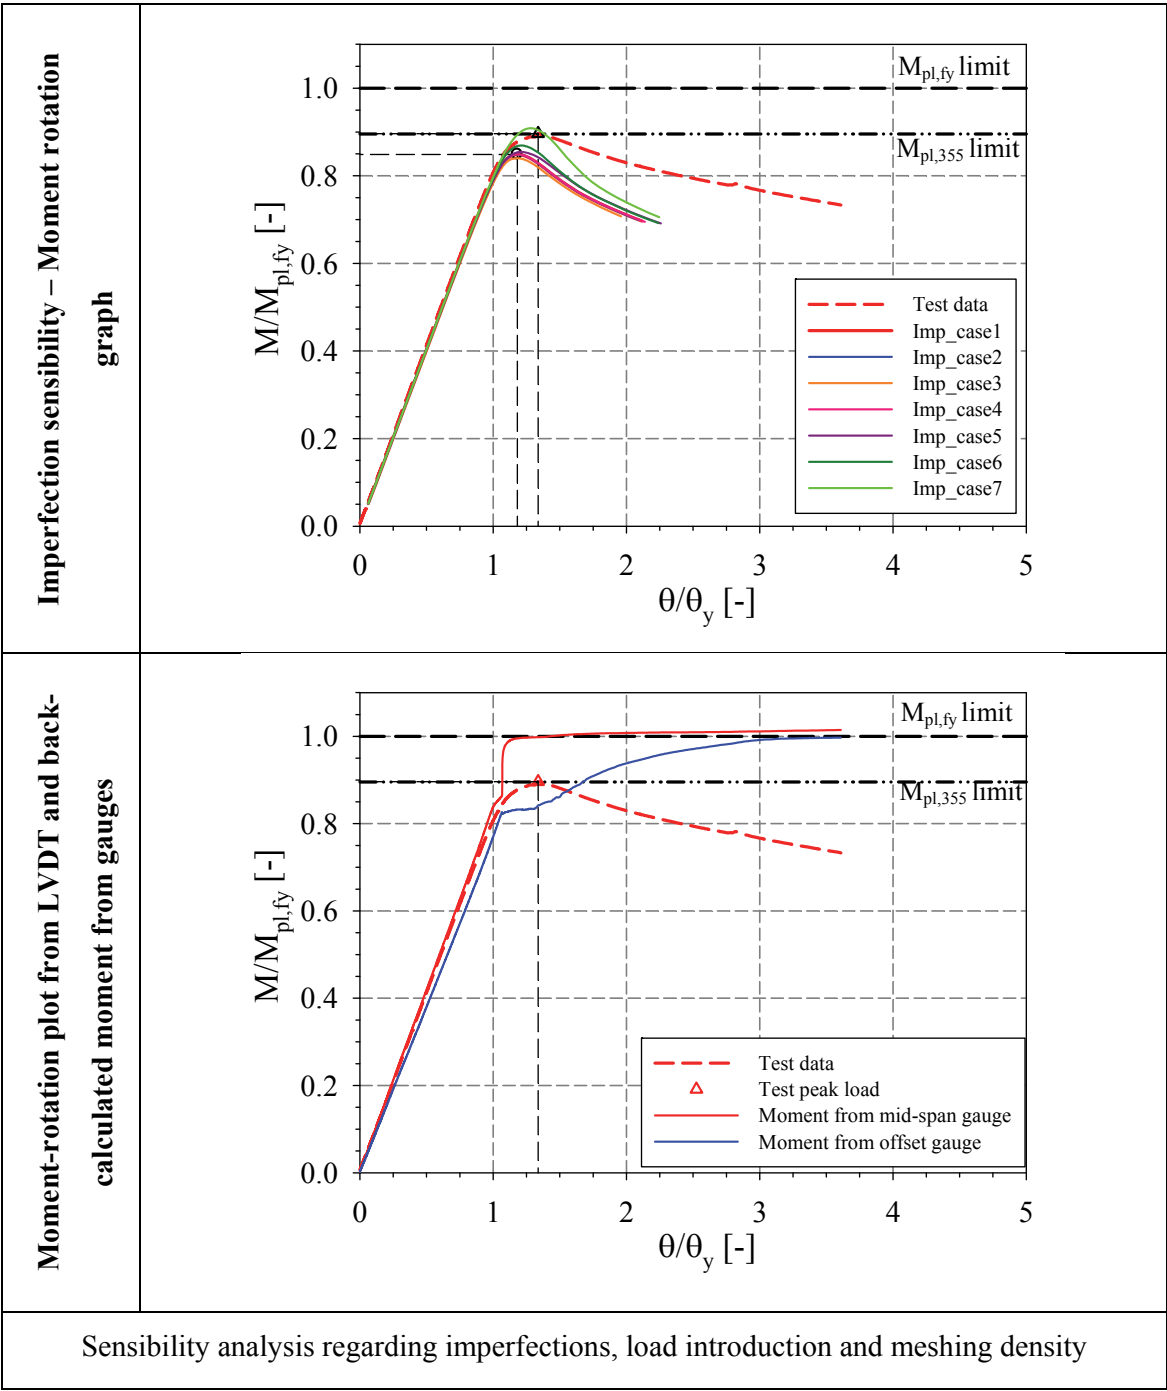 Imperfection sensibility – Moment rotation
graph
M/Mpl,fy [-]
1.0
0.8
0.6
0.4
0.2
0.0
Mpl,fy limit
Mpl,355 limit
Test data
Imp_case1
Imp_case2
Imp_case3
Imp_case4
Imp_case5
Imp_case6
Imp_case7
0 1 2 3 4 5
θ/θy [-]
Moment-rotation plot from LVDT and back-
calculated moment from gauges
M/Mpl,fy [-]
1.0
0.8
0.6
0.4
0.2
0.0
Mpl,fy limit
Mpl,355 limit
Test data
Test peak load
Moment from mid-span gauge
Moment from offset gauge
0 1 2 3 4 5
θ/θy [-]
Sensibility analysis regarding imperfections, load introduction and meshing density